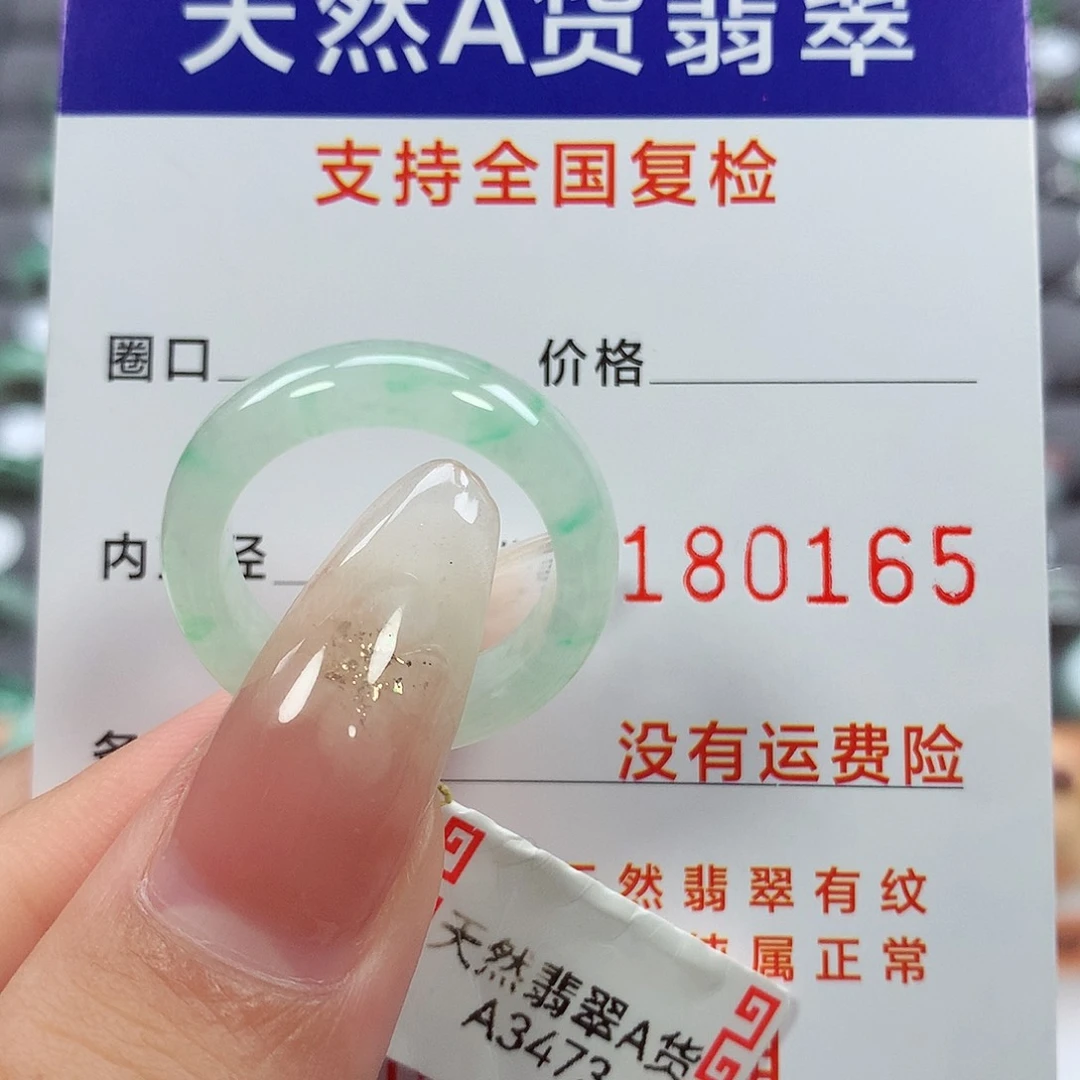 天然A货翡翠
支持全国复检
圈口 价格
内 径
180165
没有运费险
然翡翠有纹
属正常
天然翡翠A货
A3473